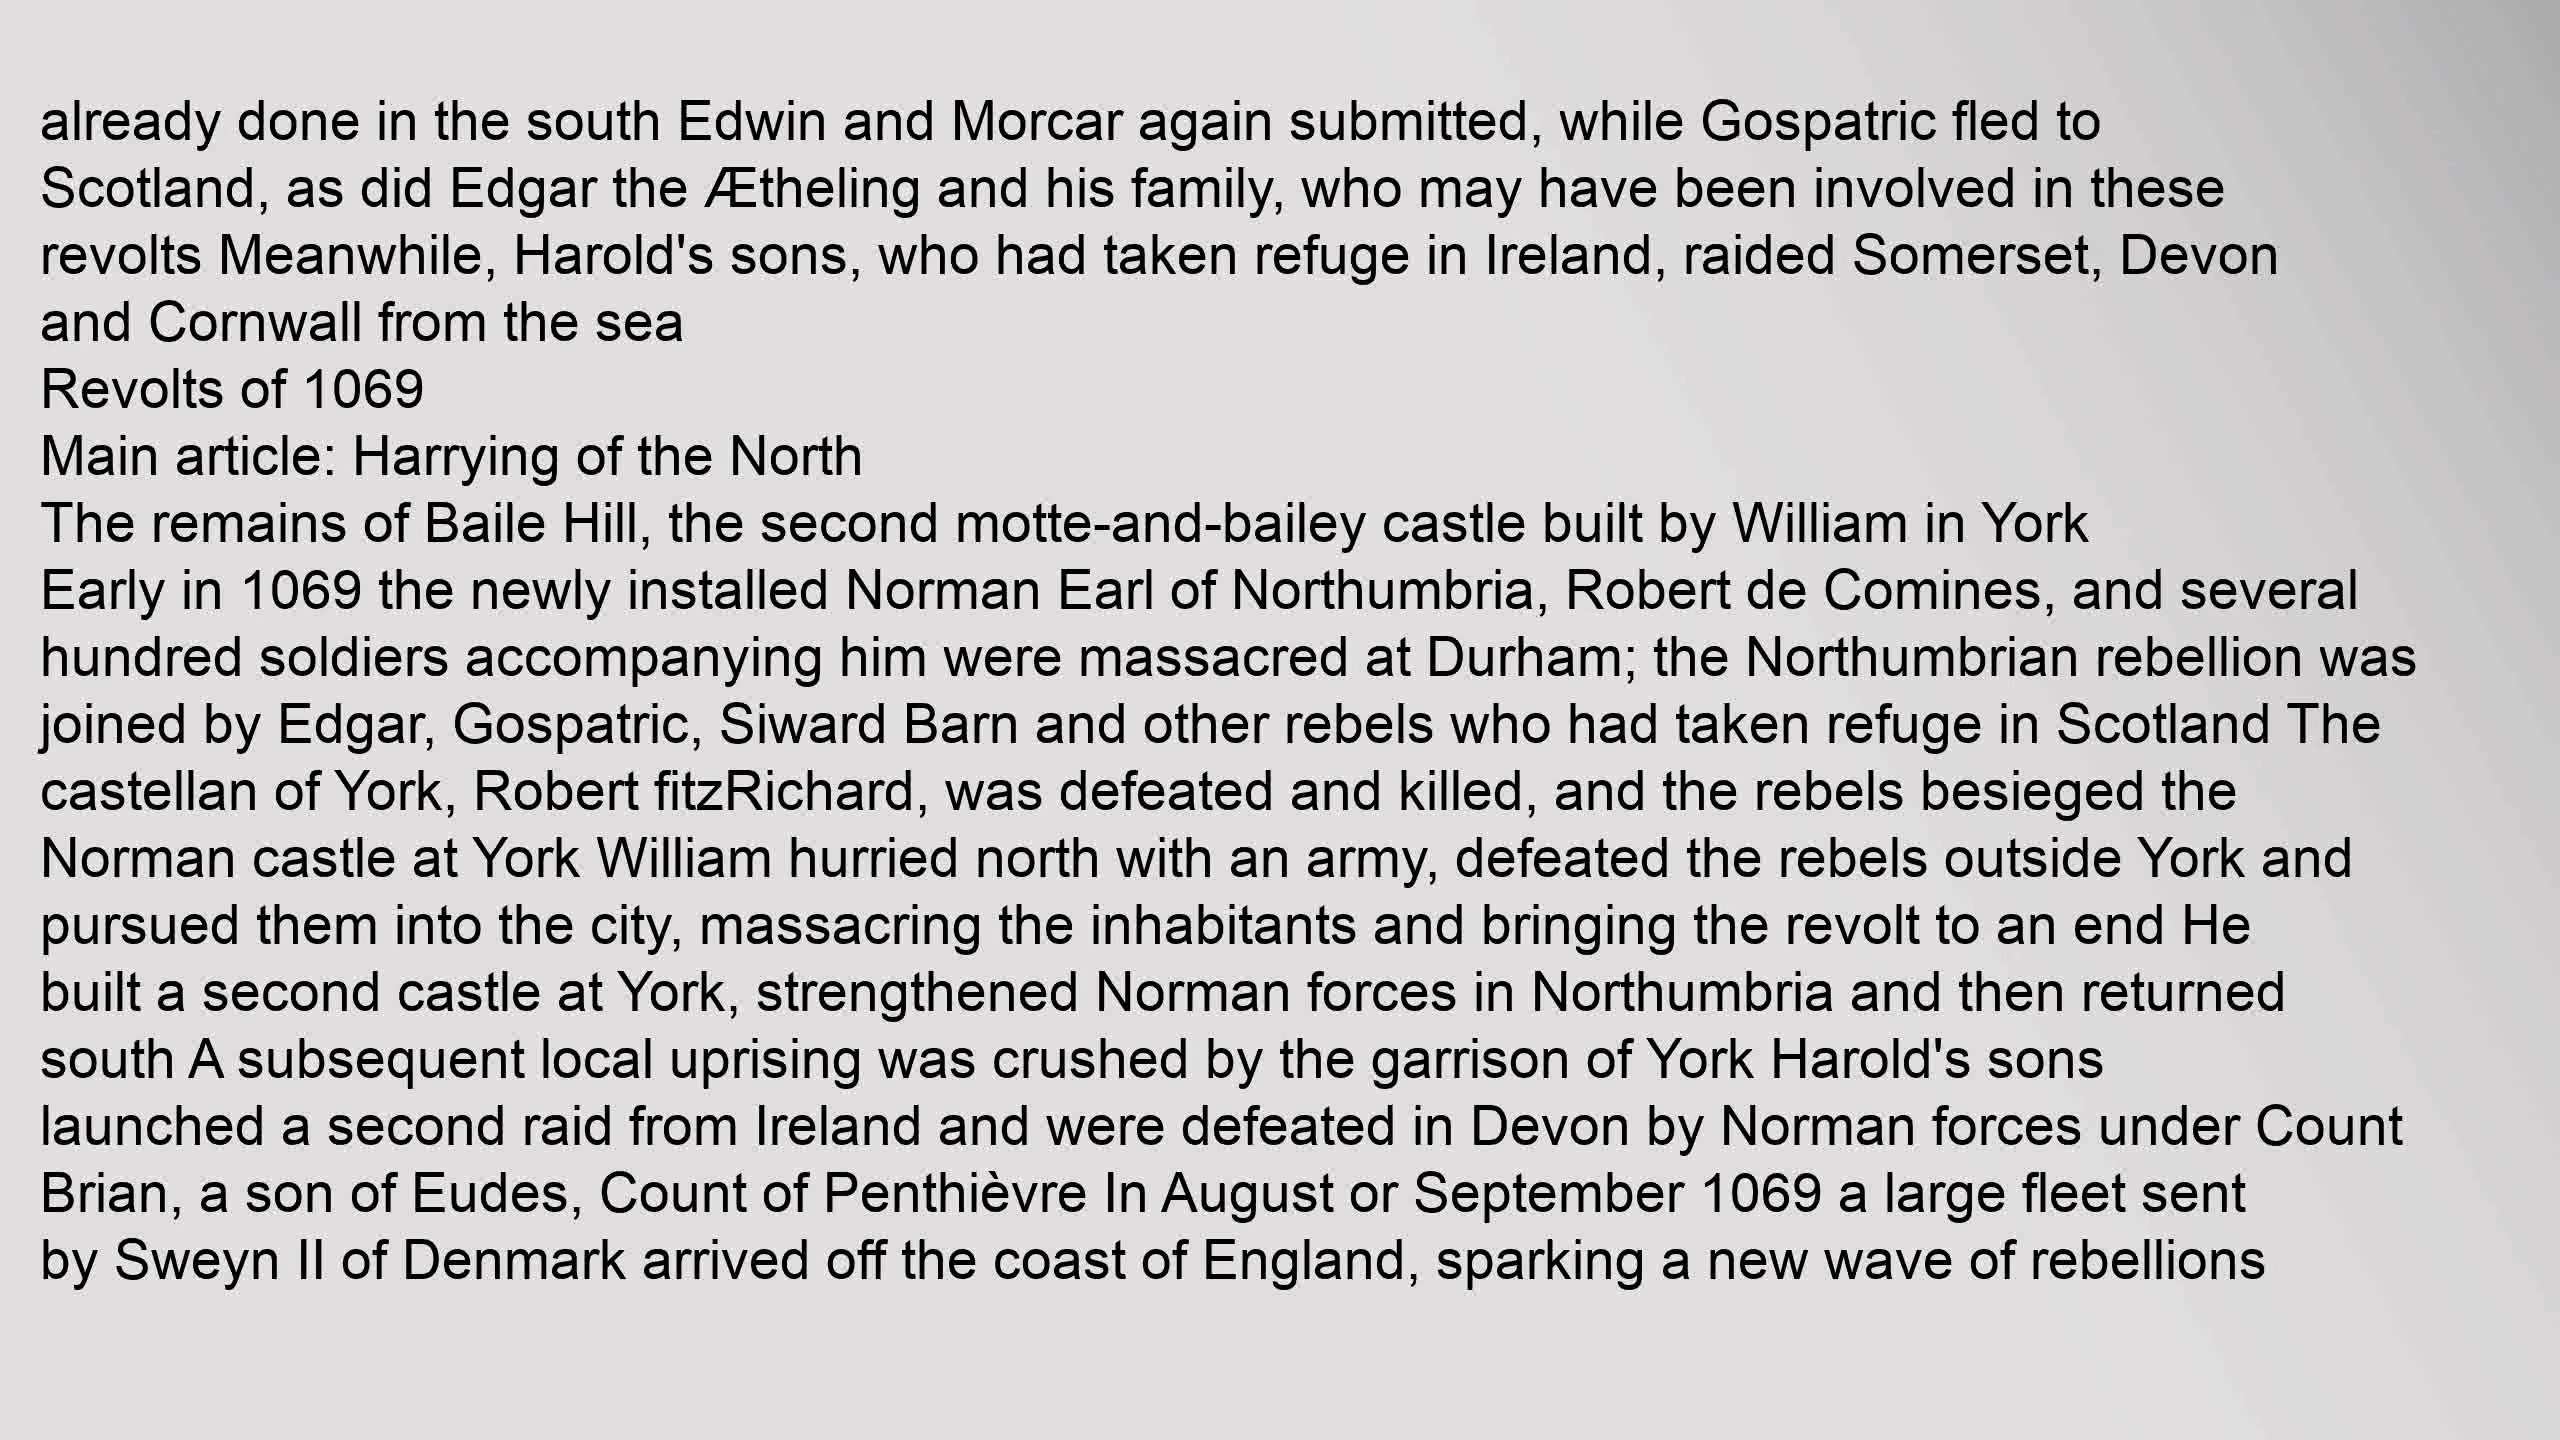 already done in the south Edwin and Morcar again submitted, while Gospatric fled to
Scotland, as did Edgar the Ætheling and his family, who may have been involved in these
revolts Meanwhile, Harold's sons, who had taken refuge in Ireland, raided Somerset, Devon
and Cornwall from the sea
Revolts of 1069
Main article: Harrying of the North
The remains of Baile Hill, the second motte-and-bailey castle built by William in York
Early in 1069 the newly installed Norman Earl of Northumbria, Robert de Comines, and several
hundred soldiers accompanying him were massacred at Durham; the Northumbrian rebellion was
joined by Edgar, Gospatric, Siward Barn and other rebels who had taken refuge in Scotland The
castellan of York, Robert fitzRichard, was defeated and killed, and the rebels besieged the
Norman castle at York William hurried north with an army, defeated the rebels outside York and
pursued them into the city, massacring the inhabitants and bringing the revolt to an end He
built a second castle at York, strengthened Norman forces in Northumbria and then returned
south A subsequent local uprising was crushed by the garrison of York Harold's sons
launched a second raid from Ireland and were defeated in Devon by Norman forces under Count
Brian, a son of Eudes, Count of Penthièvre In August or September 1069 a large fleet sent
by Sweyn II of Denmark arrived off the coast of England, sparking a new wave of rebellions